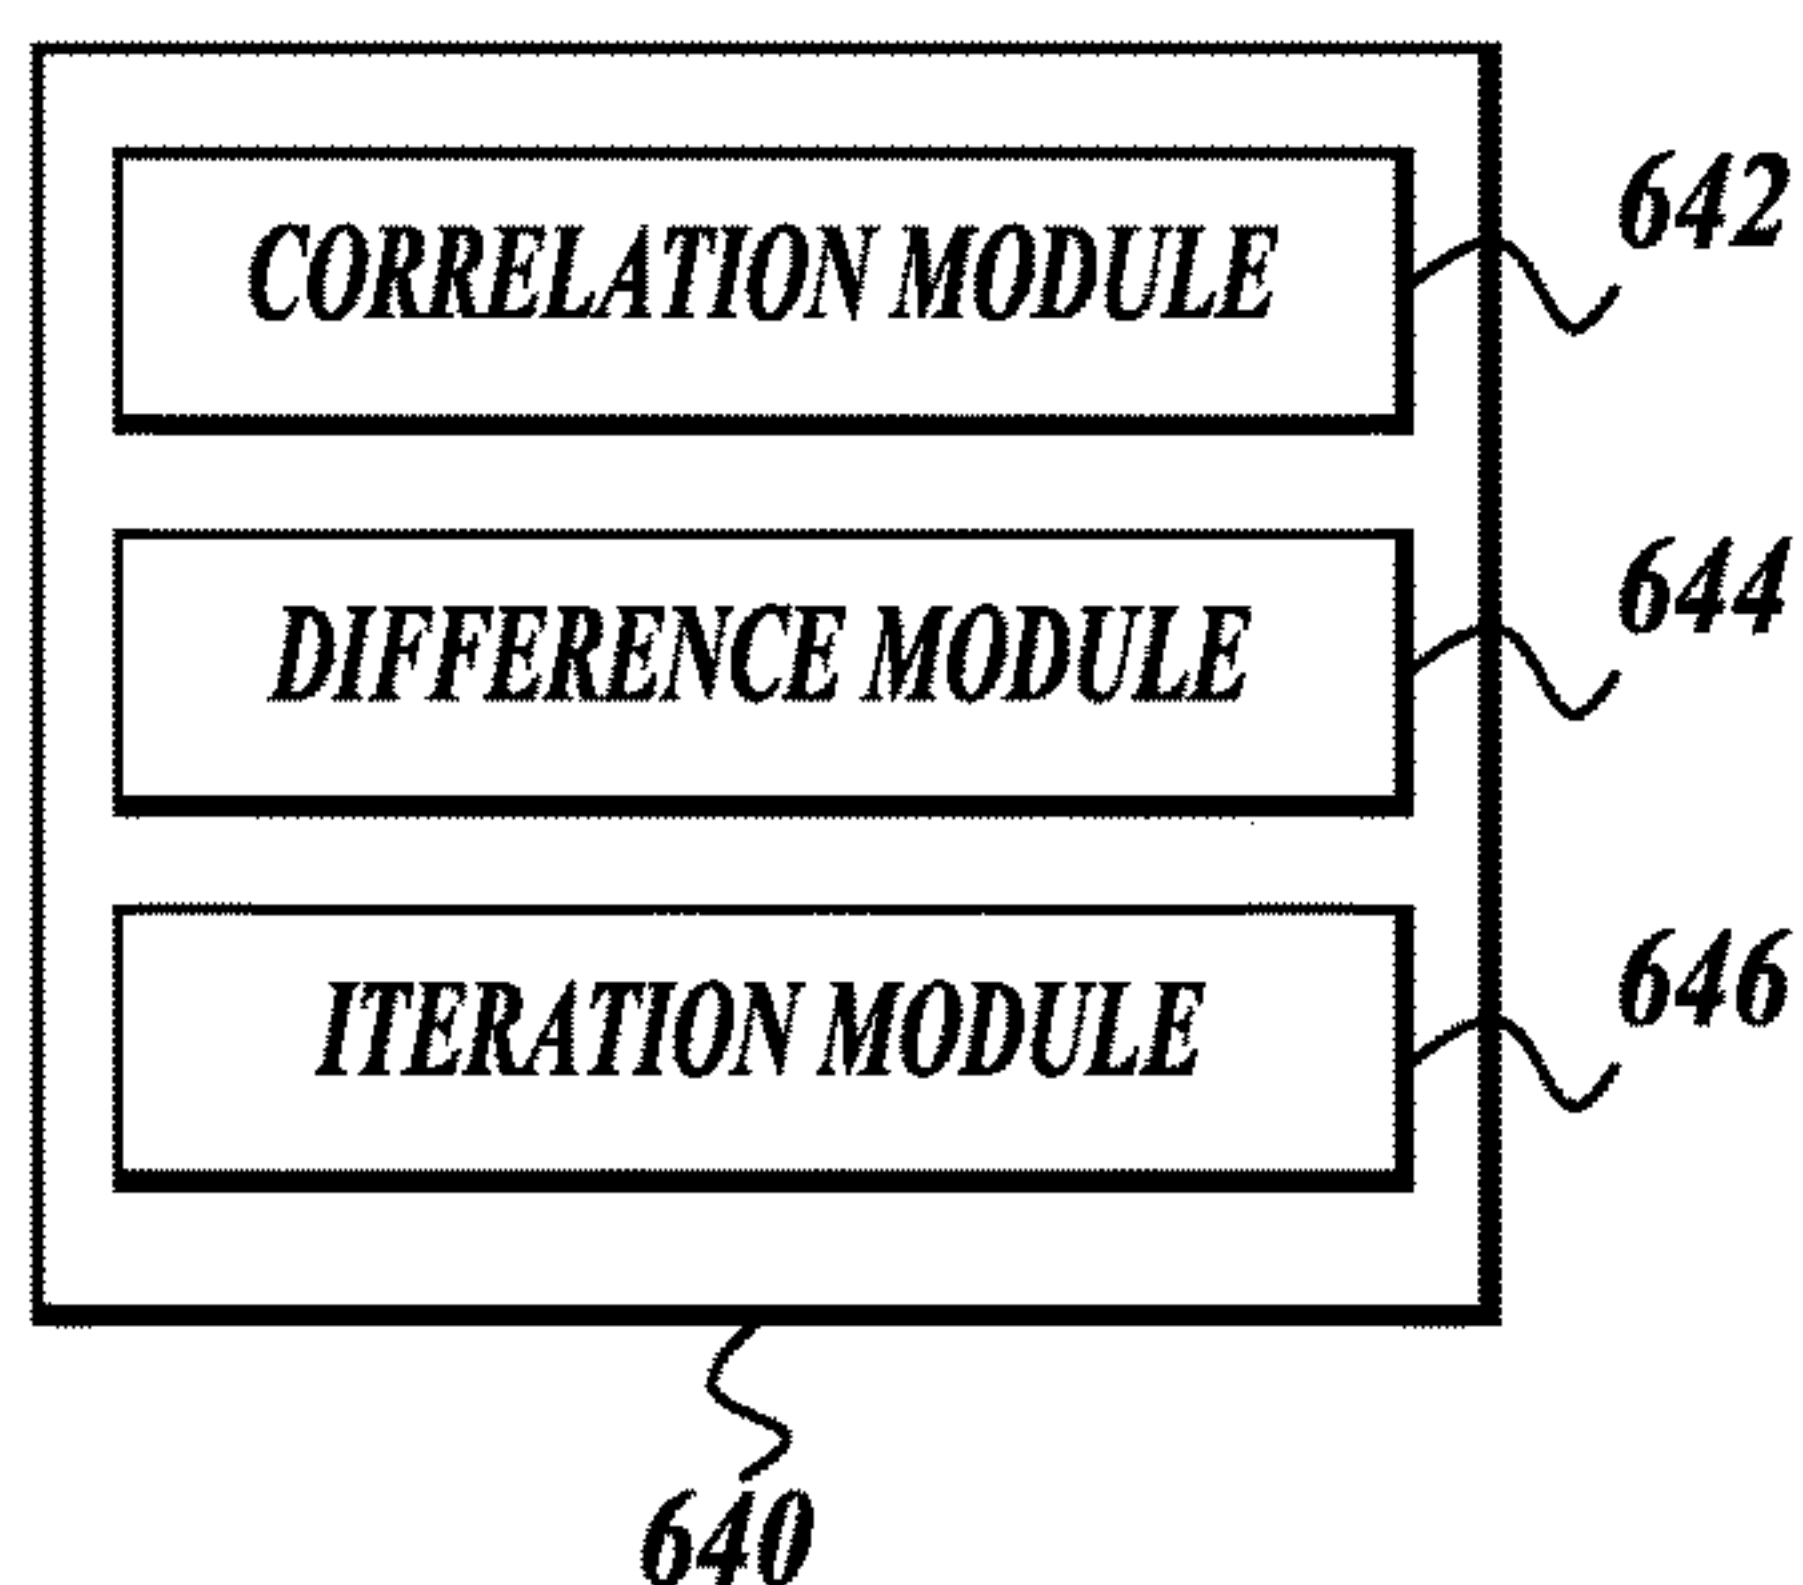 CORRELATION MODULE
642
DIFFERENCE MODULE
644
ITERATION MODULE
646
640